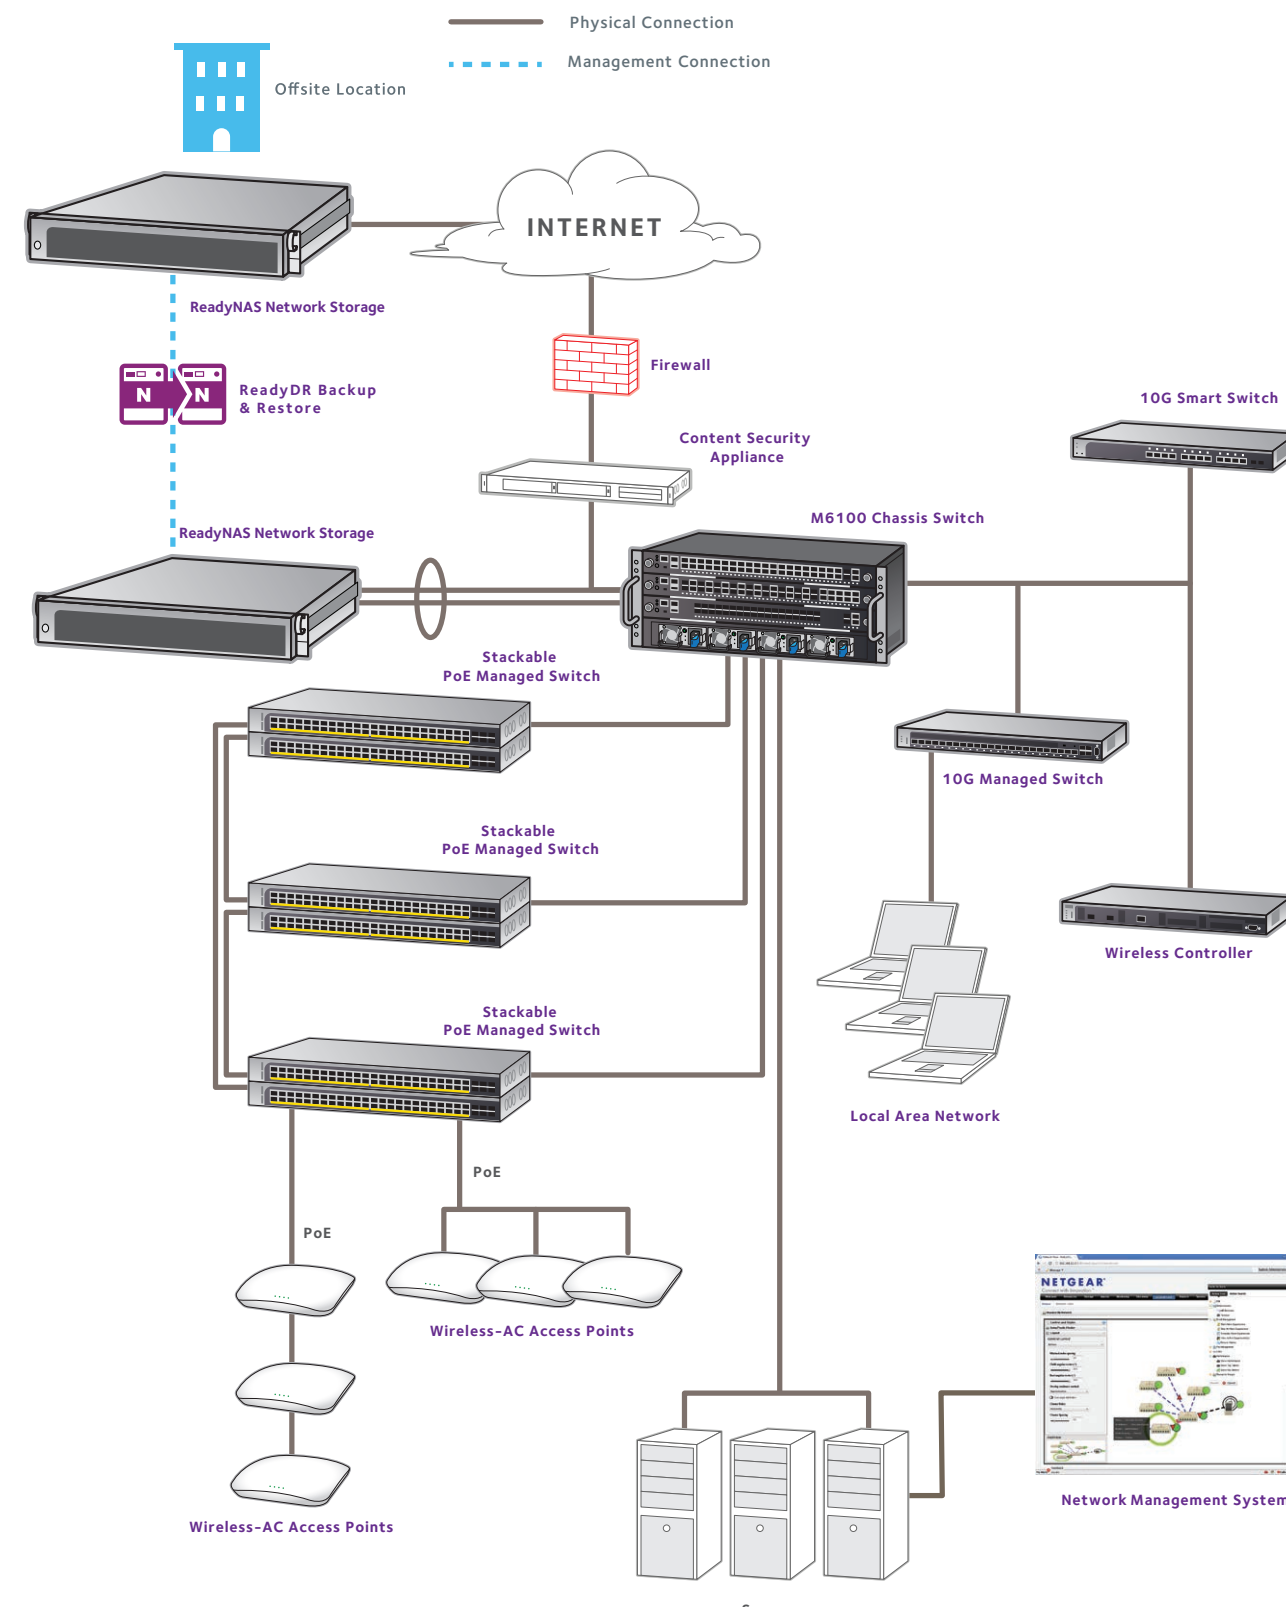 Physical Connection
Management Connection
Offsite Location
INTERNET
ReadyNAS Network Storage
Firewall
ReadyDR Backup
& Restore
N
N
10G Smart Switch
Content Security
Appliance
M6100 Chassis Switch
ReadyNAS Network Storage
Stackable
PoE Managed Switch
10G Managed Switch
Stackable
PoE Managed Switch
Wireless Controller
Stackable
PoE Managed Switch
Local Area Network
PoE
PoE
NETGEAR
Wireless-AC Access Points
Network Management System
Wireless-AC Access Points